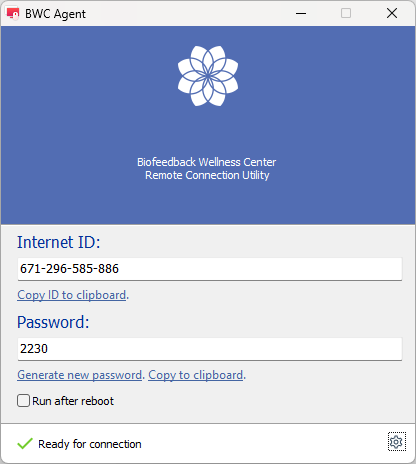 BWC Agent
Biofeedback Wellness Center
Remote Connection Utility
Internet ID:
671-296-585-886
Copy ID to clipboard.
Password:
2230
Generate new password. Copy to clipboard.
Run after reboot
Ready for connection